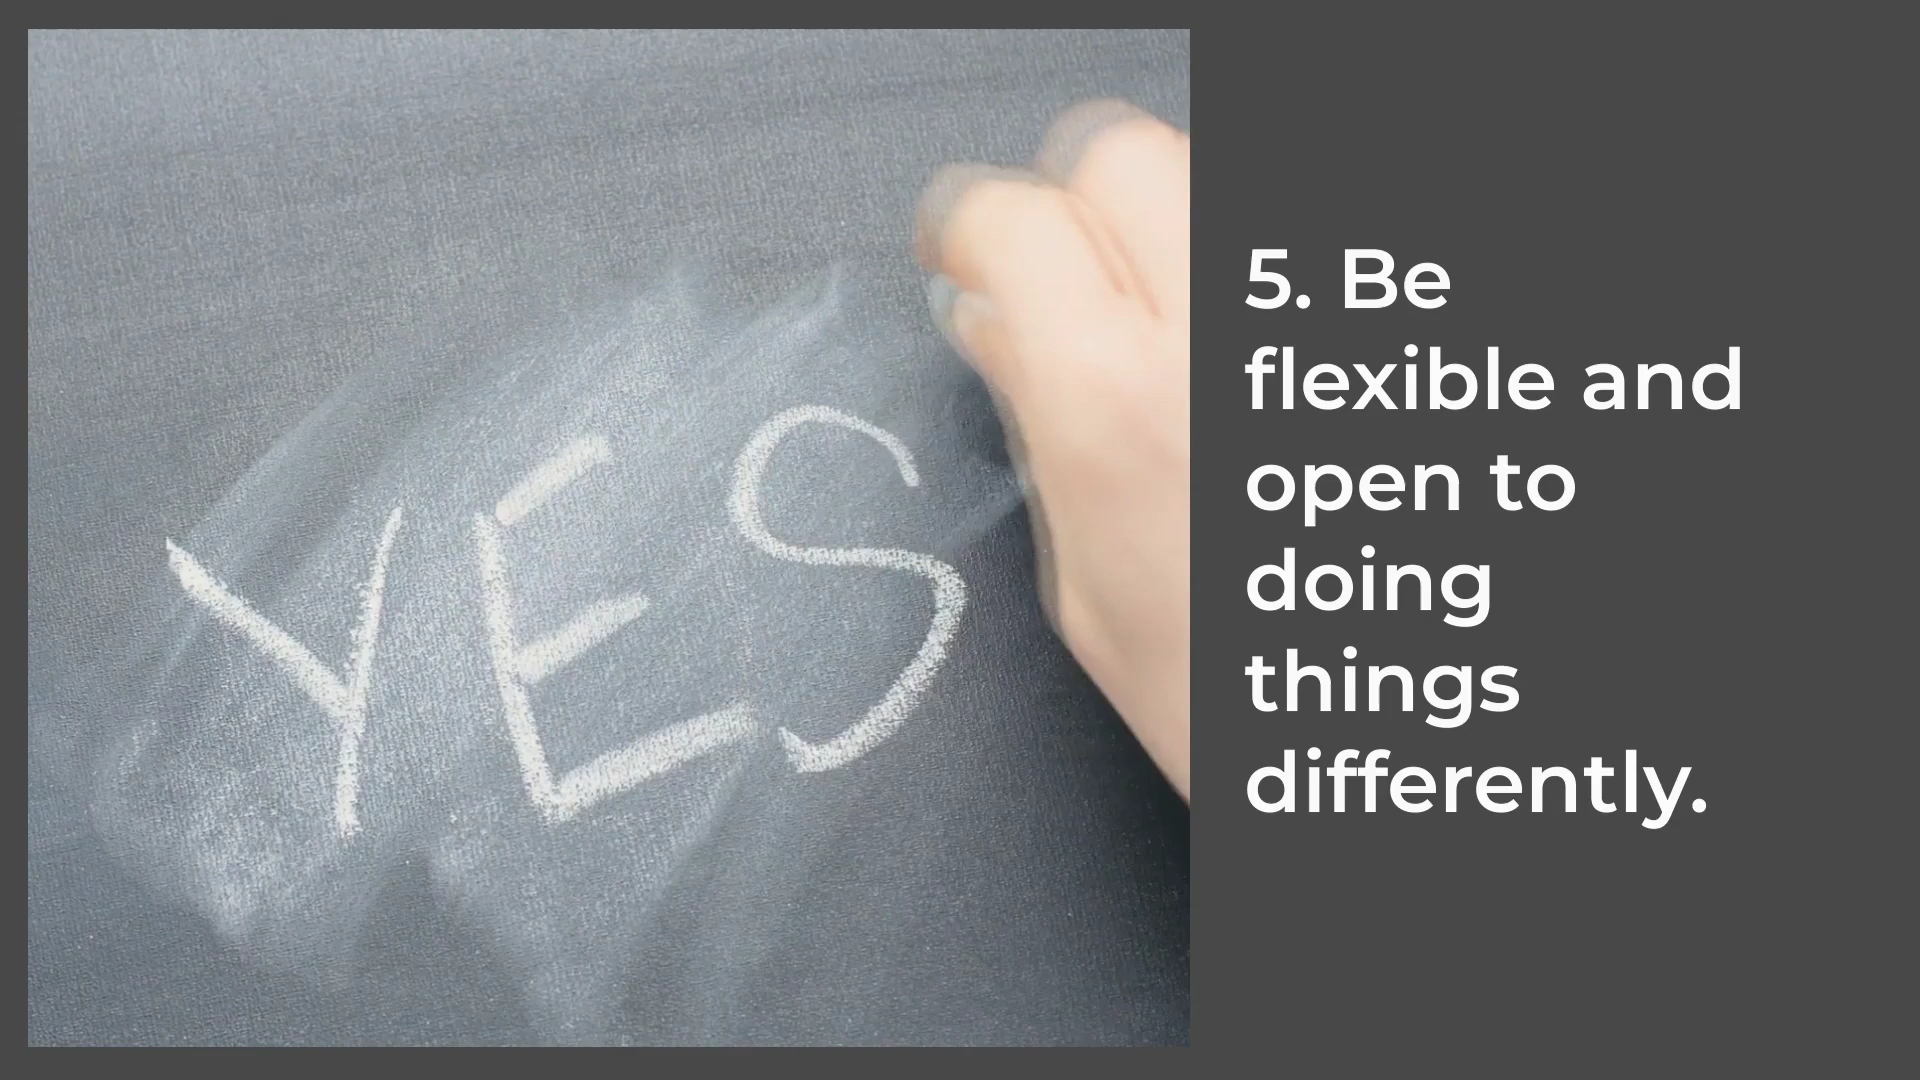 YES
5. Be
flexible and
open to
doing
things
differently.